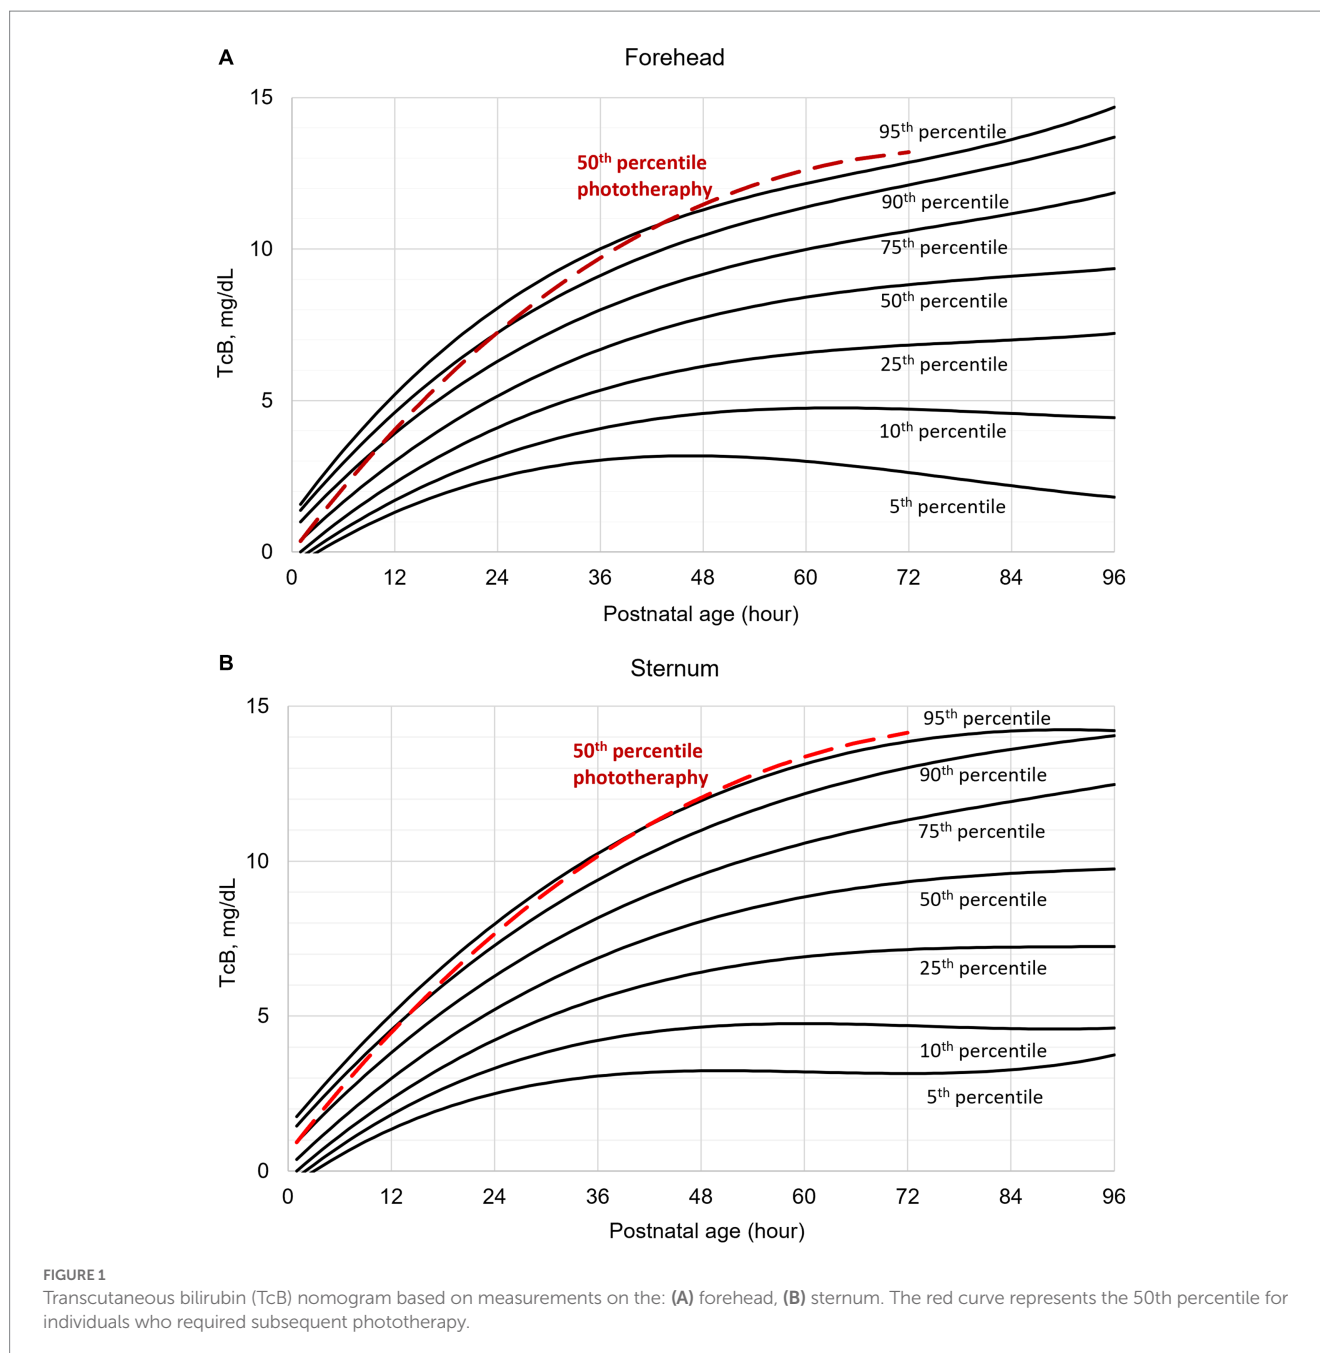 A
Forehead
15
10
5
0
TcB, mg/dL
50th percentile
phototheraphy
95th percentile
90th percentile
75th percentile
50th percentile
25th percentile
10th percentile
5th percentile
0 12 24 36 48 60 72 84 96
Postnatal age (hour)
B
Sternum
15
10
5
0
TcB, mg/dL
50th percentile
phototheraphy
95th percentile
90th percentile
75th percentile
50th percentile
25th percentile
10th percentile
5th percentile
0 12 24 36 48 60 72 84 96
Postnatal age (hour)
FIGURE 1
Transcutaneous bilirubin (TcB) nomogram based on measurements on the: (A) forehead, (B) sternum. The red curve represents the 50th percentile for
individuals who required subsequent phototherapy.